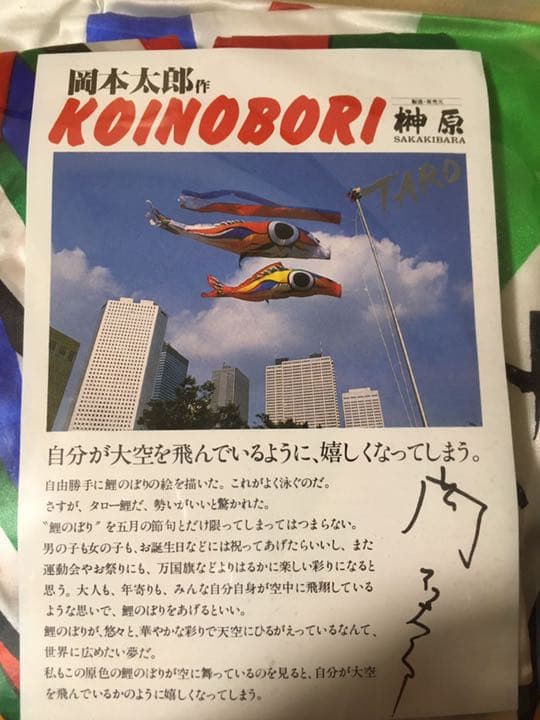 岡本太郎作
KOINOBORI
製造・発売元
榊原
SAKAKIBARA
TARO
自分が大空を飛んでいるように、嬉しくなってしまう。
自由勝手に鯉のぼりの絵を描いた。これがよく泳ぐのだ。
さすが、タロー鯉だ、勢いがいいと驚かれた。
〝鯉のぼり〟を五月の節句とだけ限ってしまってはつまらない。
男の子も女の子も、お誕生日などには祝ってあげたらいいし、また
運動会やお祭りにも、万国旗などよりはるかに楽しい彩りになると
思う。大人も、年寄りも、みんな自分自身が空中に飛翔している
ような思いで、鯉のぼりをあげるといい。
鯉のぼりが、悠々と、華やかな彩りで天空にひるがえっているなんて、
世界に広めたい夢だ。
私もこの原色の鯉のぼりが空に舞っているのを見ると、自分が大空
を飛んでいるかのように嬉しくなってしまう。